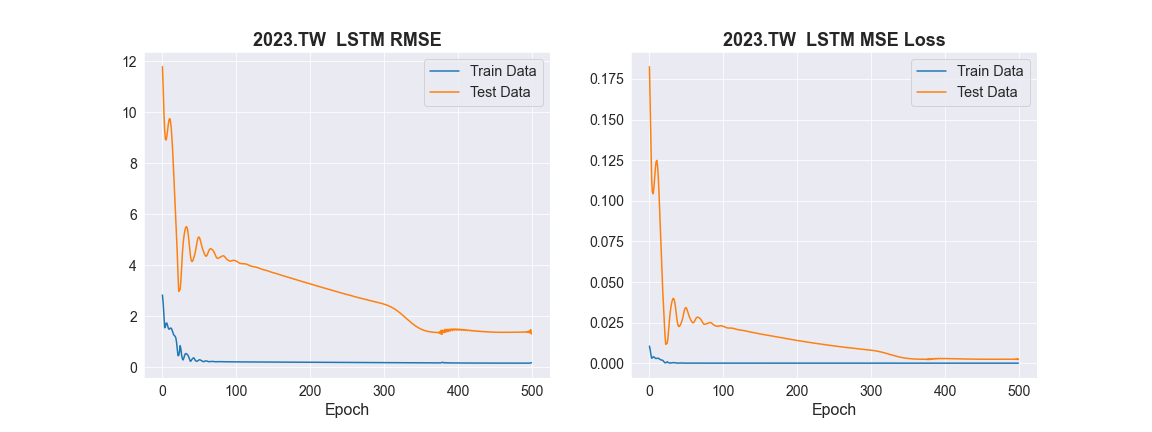 2023.TW  LSTM RMSE
12
10
8
6
4
2
0
0 100 200 300 400 500
Epoch
Train Data
Test Data
2023.TW  LSTM MSE Loss
0.175
0.150
0.125
0.100
0.075
0.050
0.025
0.000
0 100 200 300 400 500
Epoch
Train Data
Test Data